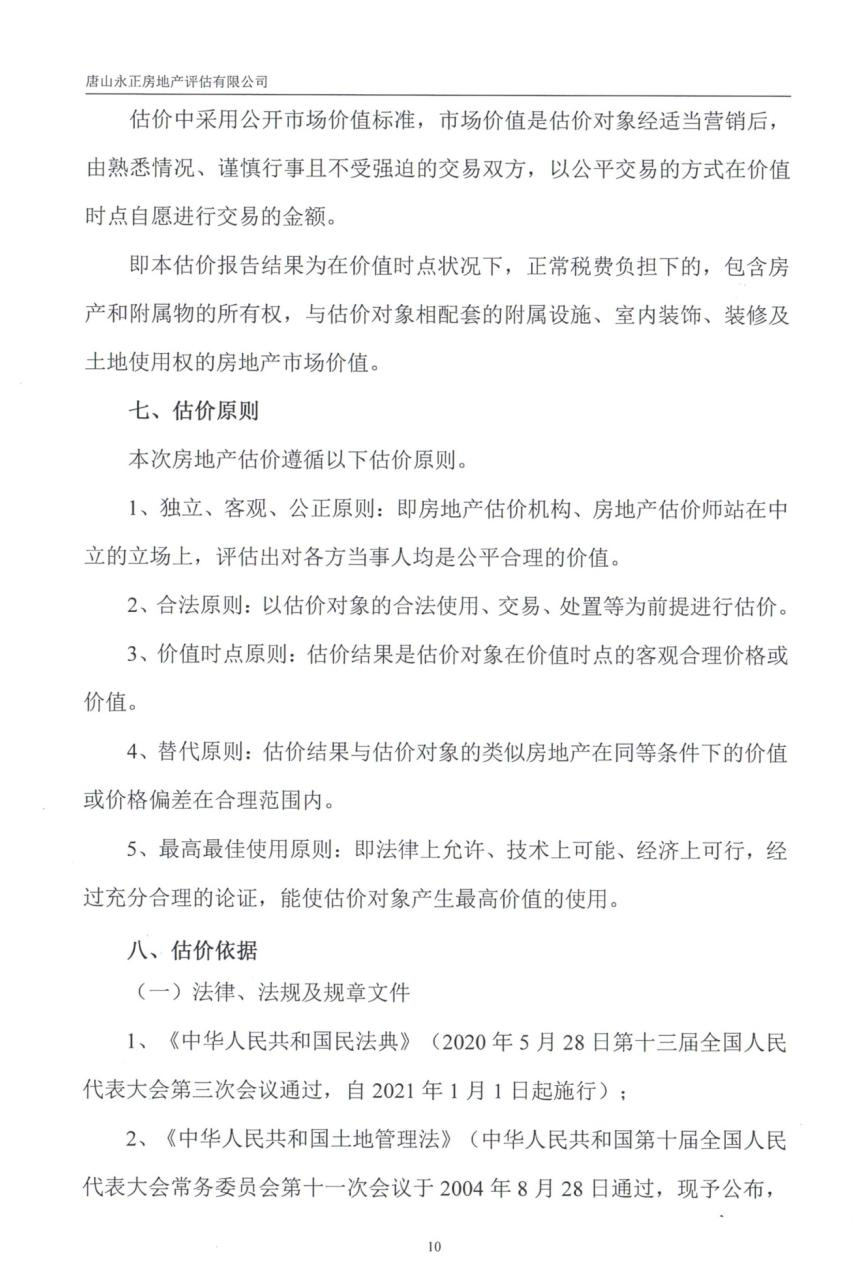 唐山永正房地产评估有限公司
估价中采用公开市场价值标准，市场价值是估价对象经适当营销后，
由熟悉情况、谨慎行事且不受强迫的交易双方，以公平交易的方式在价值
时点自愿进行交易的金额。
即本估价报告结果为在价值时点状况下，正常税费负担下的，包含房
产和附属物的所有权，与估价对象相配套的附属设施、室内装饰、装修及
土地使用权的房地产市场价值。
七、估价原则
本次房地产估价遵循以下估价原则。
1、独立、客观、公正原则：即房地产估价机构、房地产估价师站在中
立的立场上，评估出对各方当事人均是公平合理的价值。
2、合法原则：以估价对象的合法使用、交易、处置等为前提进行估价。
3、价值时点原则：估价结果是估价对象在价值时点的客观合理价格或
价值。
4、替代原则：估价结果与估价对象的类似房地产在同等条件下的价值
或价格偏差在合理范围内。
5、最高最佳使用原则：即法律上允许、技术上可能、经济上可行，经
过充分合理的论证，能使估价对象产生最高价值的使用。
八、估价依据
（一）法律、法规及规章文件
1、《中华人民共和国民法典》（2020 年 5 月 28 日第十三届全国人民
代表大会第三次会议通过，自 2021 年 1 月 1 日起施行）；
2、《中华人民共和国土地管理法》（中华人民共和国第十届全国人民
代表大会常务委员会第十一次会议于 2004 年 8 月 28 日通过，现予公布，
10